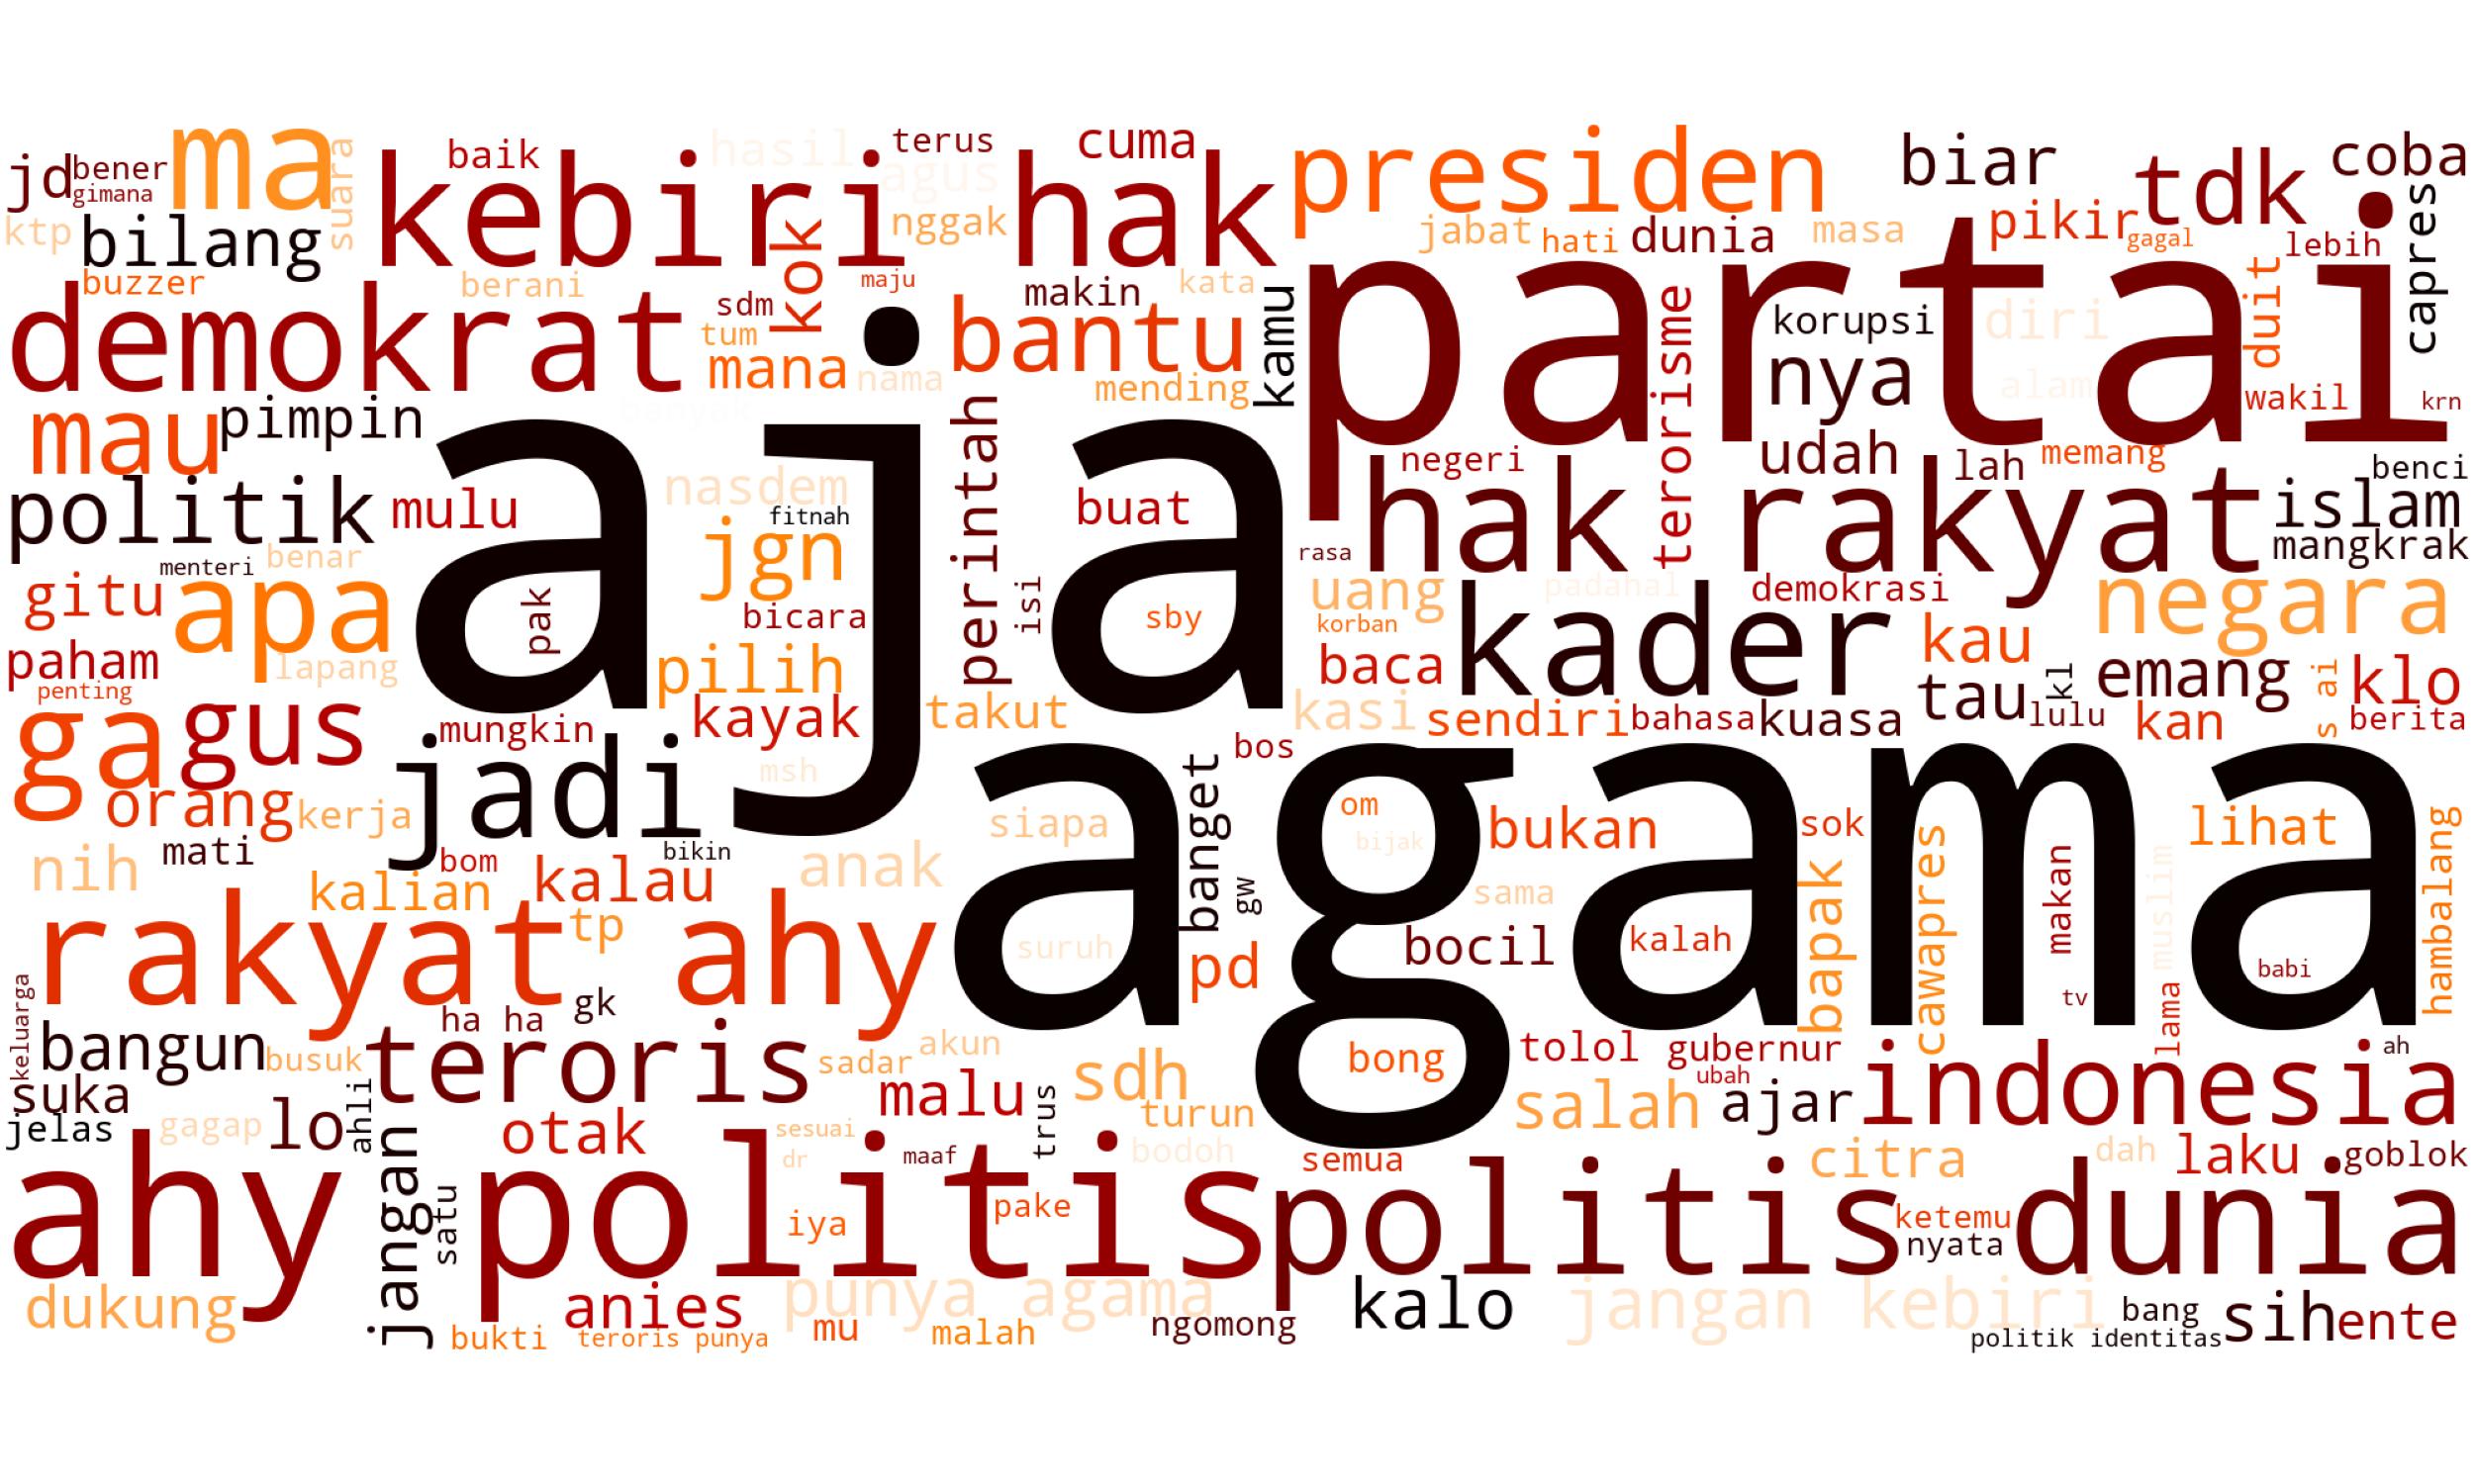 jd
bener
gimana
ma
suara
ktp
bilang
buzzer
kebiri hak
baik
hasil
agus
terus
nggak
cuma
presiden
jabat
hati
dunia
masa
biar
pikir
tdk
gagal
coba
lebih
capres
demokrat
berani
sdm
tum
mana
kok
maju
nama
bantu
makin
kata
mending
kamu
partai
terorisme
korupsi
nya
diri
alam
duit
wakil
krn
mau
pimpin
politik
mulu
aja
nasdem
fitnah
jgn
perintah
buat
isi
sby
negeri
rasa
hak rakyat
udah
lah
memang
benci
islam
mangkrak
menteri
benar
gitu
apa
pak
bicara
paham
lapang
penting
pilih
uang
korban
padahal
demokrasi
kader
kau
negara
baca
tau
kl
emang
s ai
klo
ga
gus
mungkin
kayak
takut
kasi
sendiri
bahasa
kuasa
lulu
kan
berita
orang
kerja
jadi
msh
bos
agama
siapa
banget
om
bijak
bukan
sok
lihat
hambalang
nih
mati
bom
bikin
kalian
kalau
anak
gw
sama
bapak
cawapres
makan
muslim
rakyat ahy
tp
suruh
pd
bocil
kalah
babi
tv
keluarga
ha ha
gk
bangun
busuk
teroris
sadar
akun
sdh
bong
tolol
gubernur
lama
ah
indonesia
suka
jelas
gagap
lo
ahli
otak
malu
trus
turun
salah
ubah
ajar
ahy
jangan
satu
politis
sesuai
dr
maaf
bodoh
semua
citra
dah
laku
goblok
iya
pake
politis dunia
ketemu
nyata
dukung
bukti
anies
teroris punya
punya agama
mu
malah
ngomong
kalo
jangan kebiri
bang
politik identitas
sih
ente